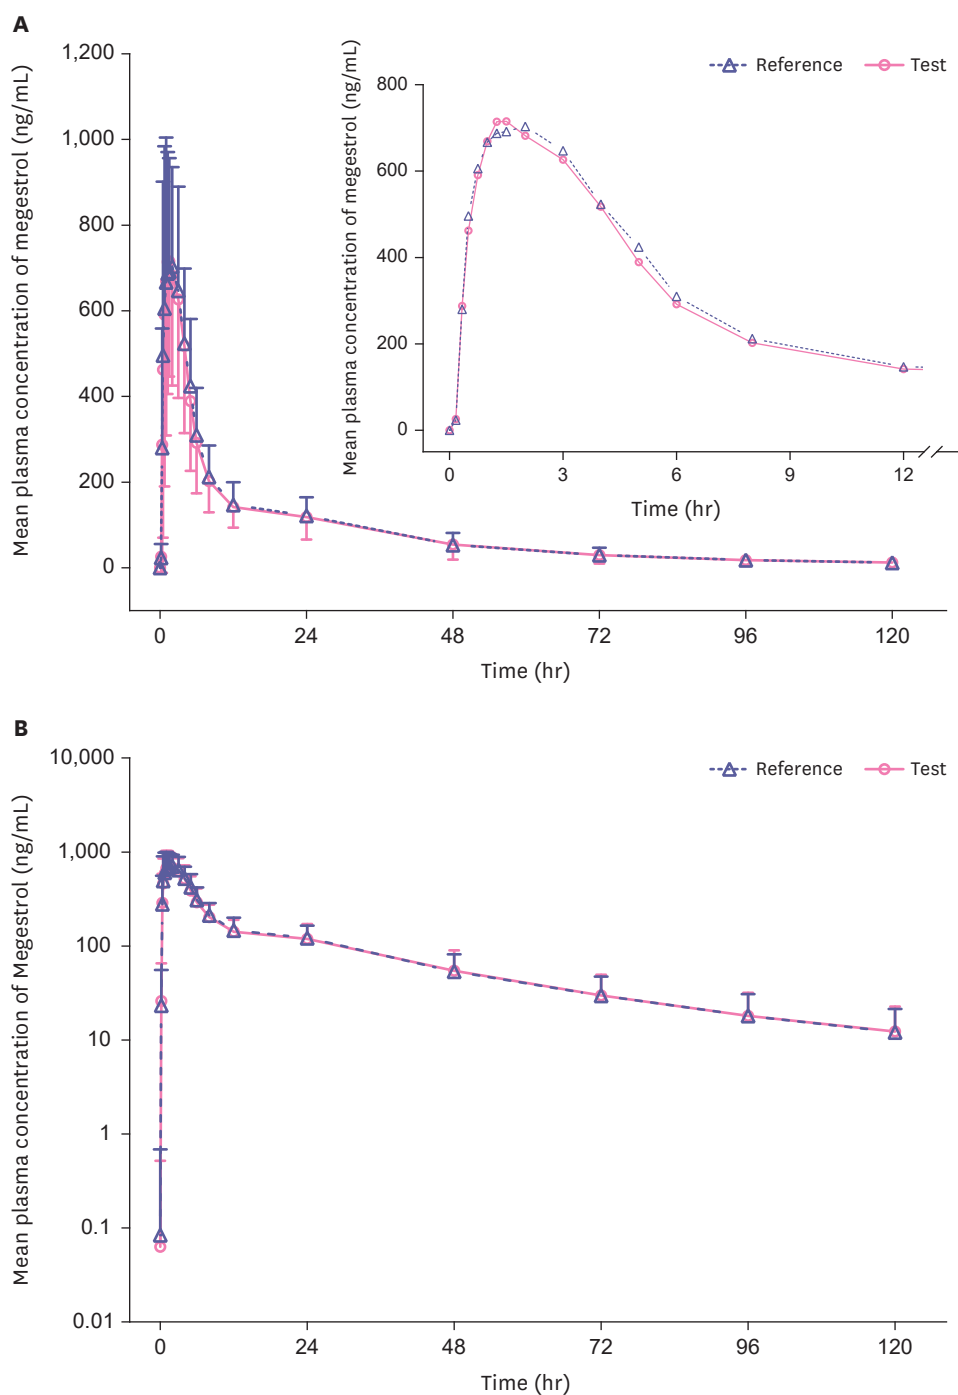 A
Mean plasma concentration of megestrol (ng/mL)
1,200
1,000
800
600
400
200
0
0 24 48 72 96 120
Time (hr)
Reference Test
Mean plasma concentration of megestrol (ng/mL)
800
600
400
200
0
0 3 6 9 12
Time (hr)
B
Mean plasma concentration of Megestrol (ng/mL)
10,000
1,000
100
10
1
0.1
0.01
0 24 48 72 96 120
Time (hr)
Reference Test